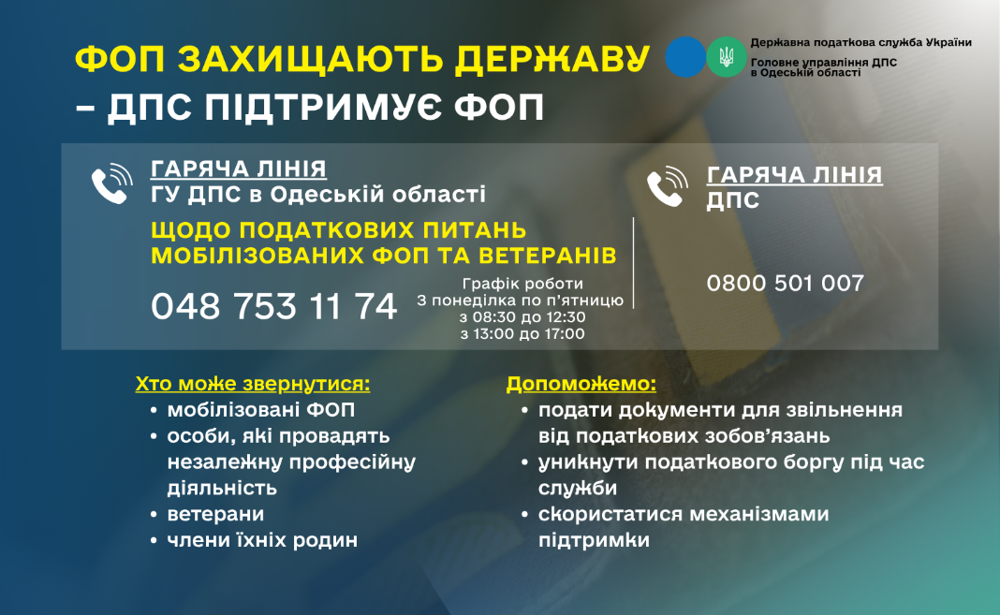 ФОП ЗАХИЩАЮТЬ ДЕРЖАВУ
– ДПС ПІДТРИМУЄ ФОП
Державна податкова служба України
Головне управління ДПС
в Одеській області
ГАРЯЧА ЛІНІЯ
ГУ ДПС в Одеській області
ЩОДО ПОДАТКОВИХ ПИТАНЬ
МОБІЛІЗОВАНИХ ФОП ТА ВЕТЕРАНІВ
048 753 11 74
Графік роботи
З понеділка по п’ятницю
з 08:30 до 12:30
з 13:00 до 17:00
ГАРЯЧА ЛІНІЯ
ДПС
0800 501 007
Хто може звернутися:
• мобілізовані ФОП
• особи, які провадять
незалежну професійну
діяльність
• ветерани
• члени їхніх родин
Допоможемо:
• подати документи для звільнення
від податкових зобов’язань
• уникнути податкового боргу під час
служби
• скористатися механізмами
підтримки